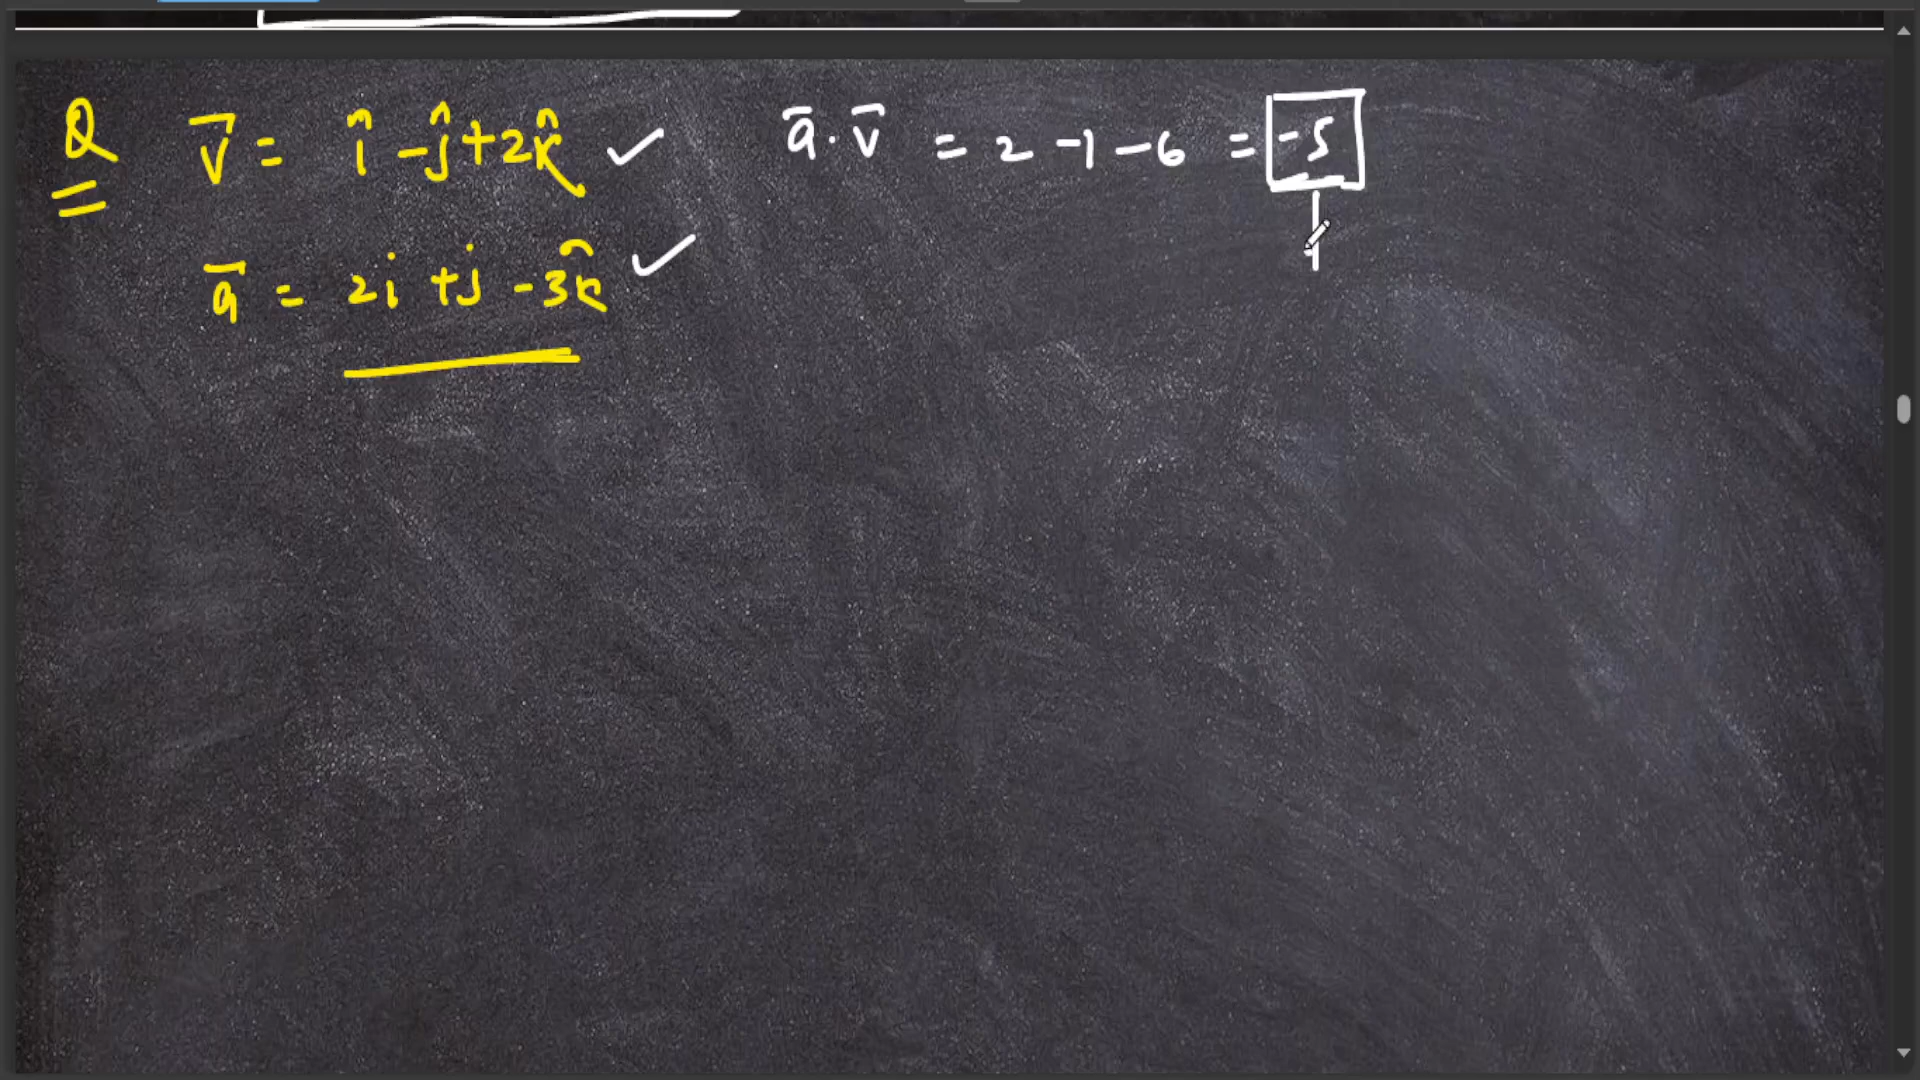 Q v⃗ = î - ĵ + 2k̂ ✓ a̅ · v̅ = 2 - 1 - 6 = -5
a̅ = 2i + j - 3k̂ ✓